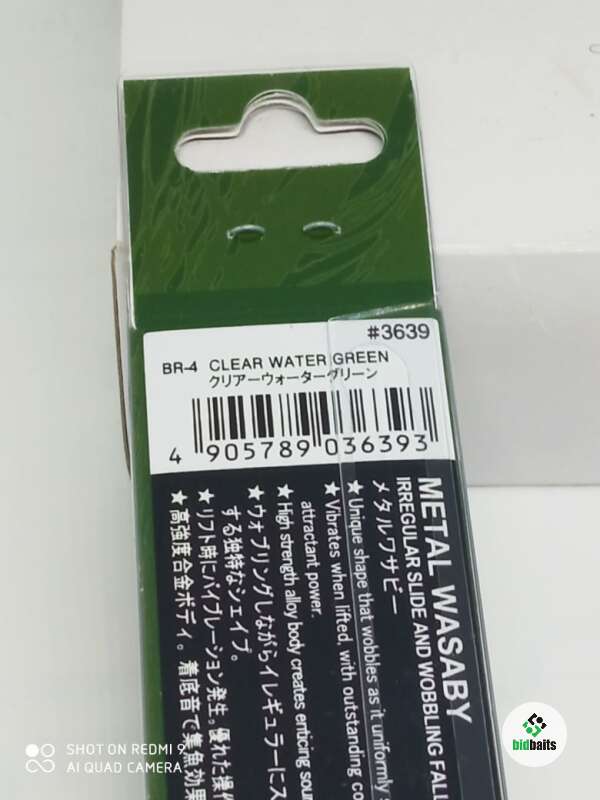 #3639
BR-4 CLEAR WATER GREEN
クリアーウォーターグリーン
4 905789 036393
METAL WASABY
IRREGULAR SLIDE AND WOBBLING FALL
メタルワサビー
★Unique shape that wobbles as it uniformly
★Vibrates when lifted, with outstanding
attractant power.
★High strength alloy body creates enticing
★ウォブリングしながらイレギュラーにス
する独特なシェイプ。
★リフト時にバイブレーション発生。優れた操作
★高強度合金ボディ。着底音で集魚効果
SHOT ON REDMI 9
AI QUAD CAMERA
bidbaits